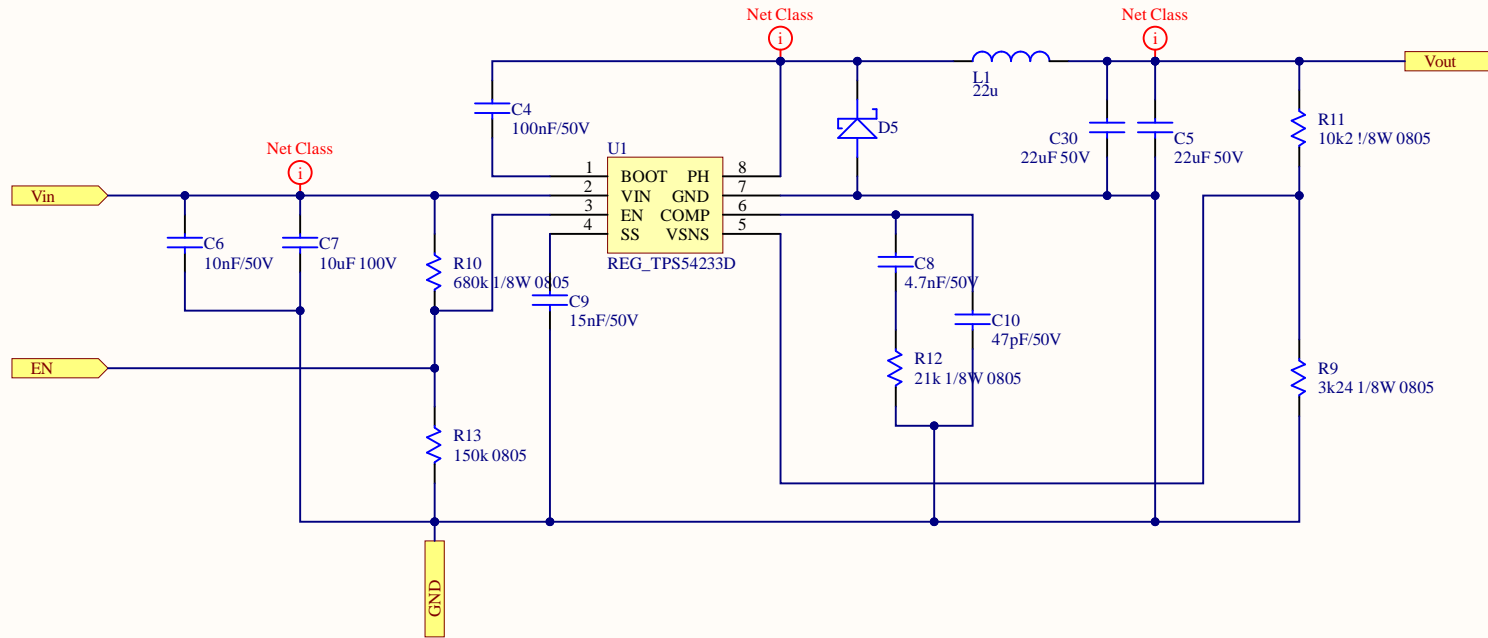 Net Class
Net Class
i
i
Vout
L1
22u
C4
100nF/50V
D5
C30
22uF 50V
C5
22uF 50V
R11
10k2 !/8W 0805
Net Class
i
U1
1
BOOT
PH
8
2
VIN
GND
7
3
EN
COMP
6
4
SS
VSNS
5
REG_TPS54233D
Vin
C6
10nF/50V
C7
10uF 100V
R10
680k 1/8W 0805
C9
15nF/50V
C8
4.7nF/50V
C10
47pF/50V
R12
21k 1/8W 0805
R9
3k24 1/8W 0805
EN
R13
150k 0805
GND